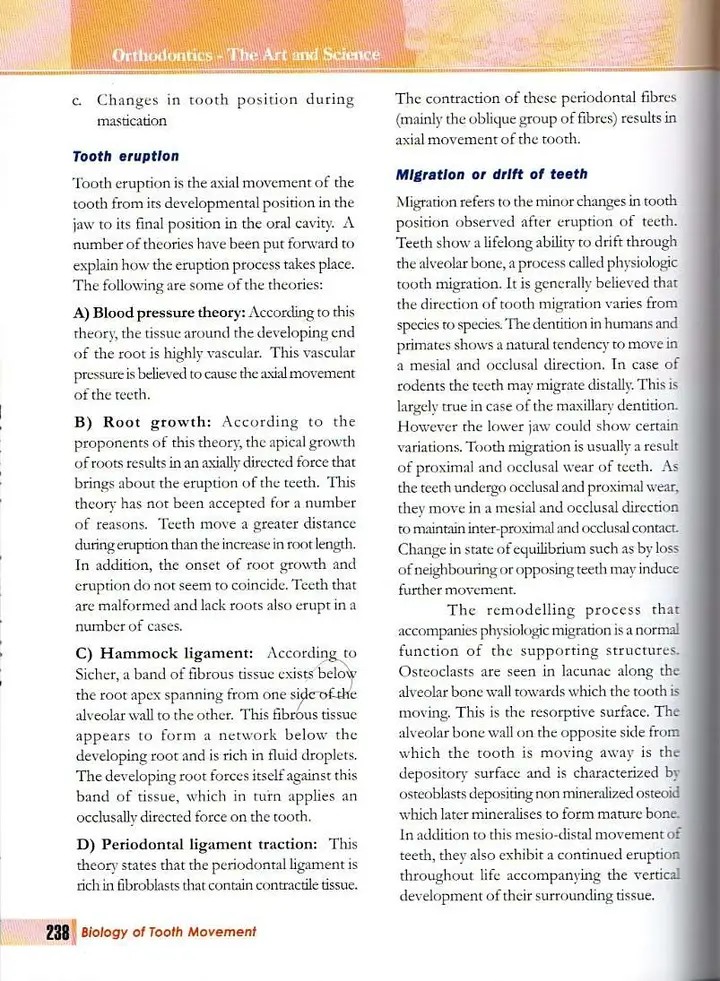 Orthodontics - The Art and Science
c. Changes in tooth position during
mastication
Tooth eruption
Tooth eruption is the axial movement of the
tooth from its developmental position in the
jaw to its final position in the oral cavity. A
number of theories have been put forward to
explain how the eruption process takes place.
The following are some of the theories:
A) Blood pressure theory: According to this
theory, the tissue around the developing end
of the root is highly vascular. This vascular
pressure is believed to cause the axial movement
of the teeth.
B) Root growth: According to the
proponents of this theory, the apical growth
of roots results in an axially directed force that
brings about the eruption of the teeth. This
theory has not been accepted for a number
of reasons. Teeth move a greater distance
during eruption than the increase in root length.
In addition, the onset of root growth and
eruption do not seem to coincide. Teeth that
are malformed and lack roots also erupt in a
number of cases.
C) Hammock ligament: According to
Sicher, a band of fibrous tissue exists below
the root apex spanning from one side of the
alveolar wall to the other. This fibrous tissue
appears to form a network below the
developing root and is rich in fluid droplets.
The developing root forces itself against this
band of tissue, which in turn applies an
occlusally directed force on the tooth.
D) Periodontal ligament traction: This
theory states that the periodontal ligament is
rich in fibroblasts that contain contractile tissue.
The contraction of these periodontal fibres
(mainly the oblique group of fibres) results in
axial movement of the tooth.
Migration or drift of teeth
Migration refers to the minor changes in tooth
position observed after eruption of teeth.
Teeth show a lifelong ability to drift through
the alveolar bone, a process called physiologic
tooth migration. It is generally believed that
the direction of tooth migration varies from
species to species. The dentition in humans and
primates shows a natural tendency to move in
a mesial and occlusal direction. In case of
rodents the teeth may migrate distally. This is
largely true in case of the maxillary dentition.
However the lower jaw could show certain
variations. Tooth migration is usually a result
of proximal and occlusal wear of teeth. As
the teeth undergo occlusal and proximal wear,
they move in a mesial and occlusal direction
to maintain inter-proximal and occlusal contact.
Change in state of equilibrium such as by loss
of neighbouring or opposing teeth may induce
further movement.
The remodelling process that
accompanies physiologic migration is a normal
function of the supporting structures.
Osteoclasts are seen in lacunae along the
alveolar bone wall towards which the tooth is
moving. This is the resorptive surface. The
alveolar bone wall on the opposite side from
which the tooth is moving away is the
depository surface and is characterized by
osteoblasts depositing non mineralized osteoid
which later mineralises to form mature bone.
In addition to this mesio-distal movement of
teeth, they also exhibit a continued eruption
throughout life accompanying the vertical
development of their surrounding tissue.
238 Biology of Tooth Movement